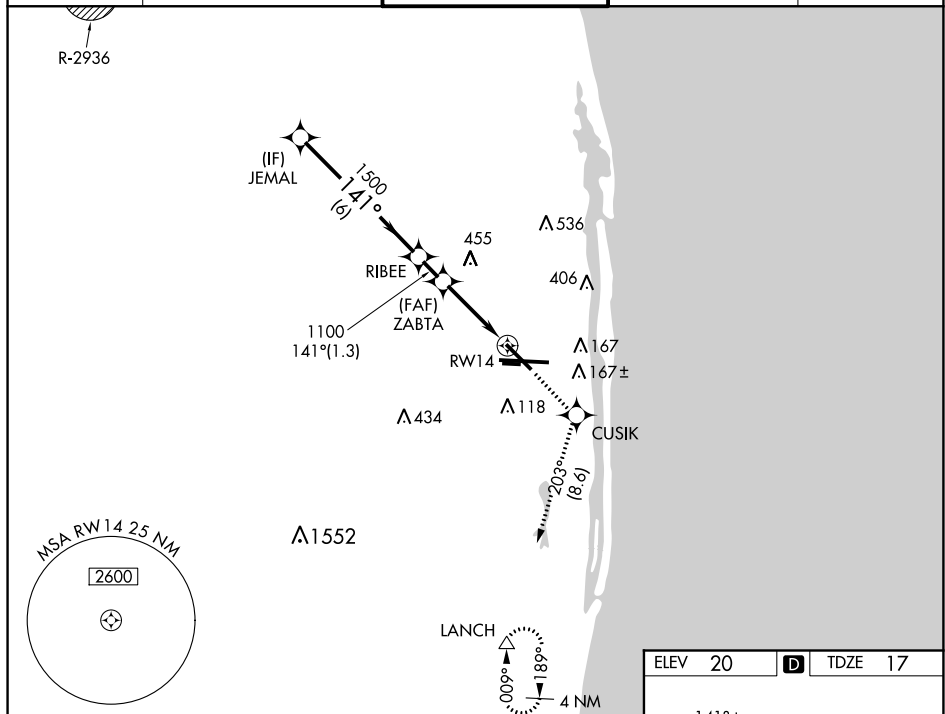 R-2936
(IF)
JEMAL
1500
141°
(6)
536
455
RIBEE
406
(FAF)
ZABTA
1100
141°(1.3)
167
RW14
167±
118
434
CUSIK
203°
(8.6)
MSA RW14 25 NM
1552
2600
LANCH
009°
189°
4 NM
ELEV 20 D TDZE 17